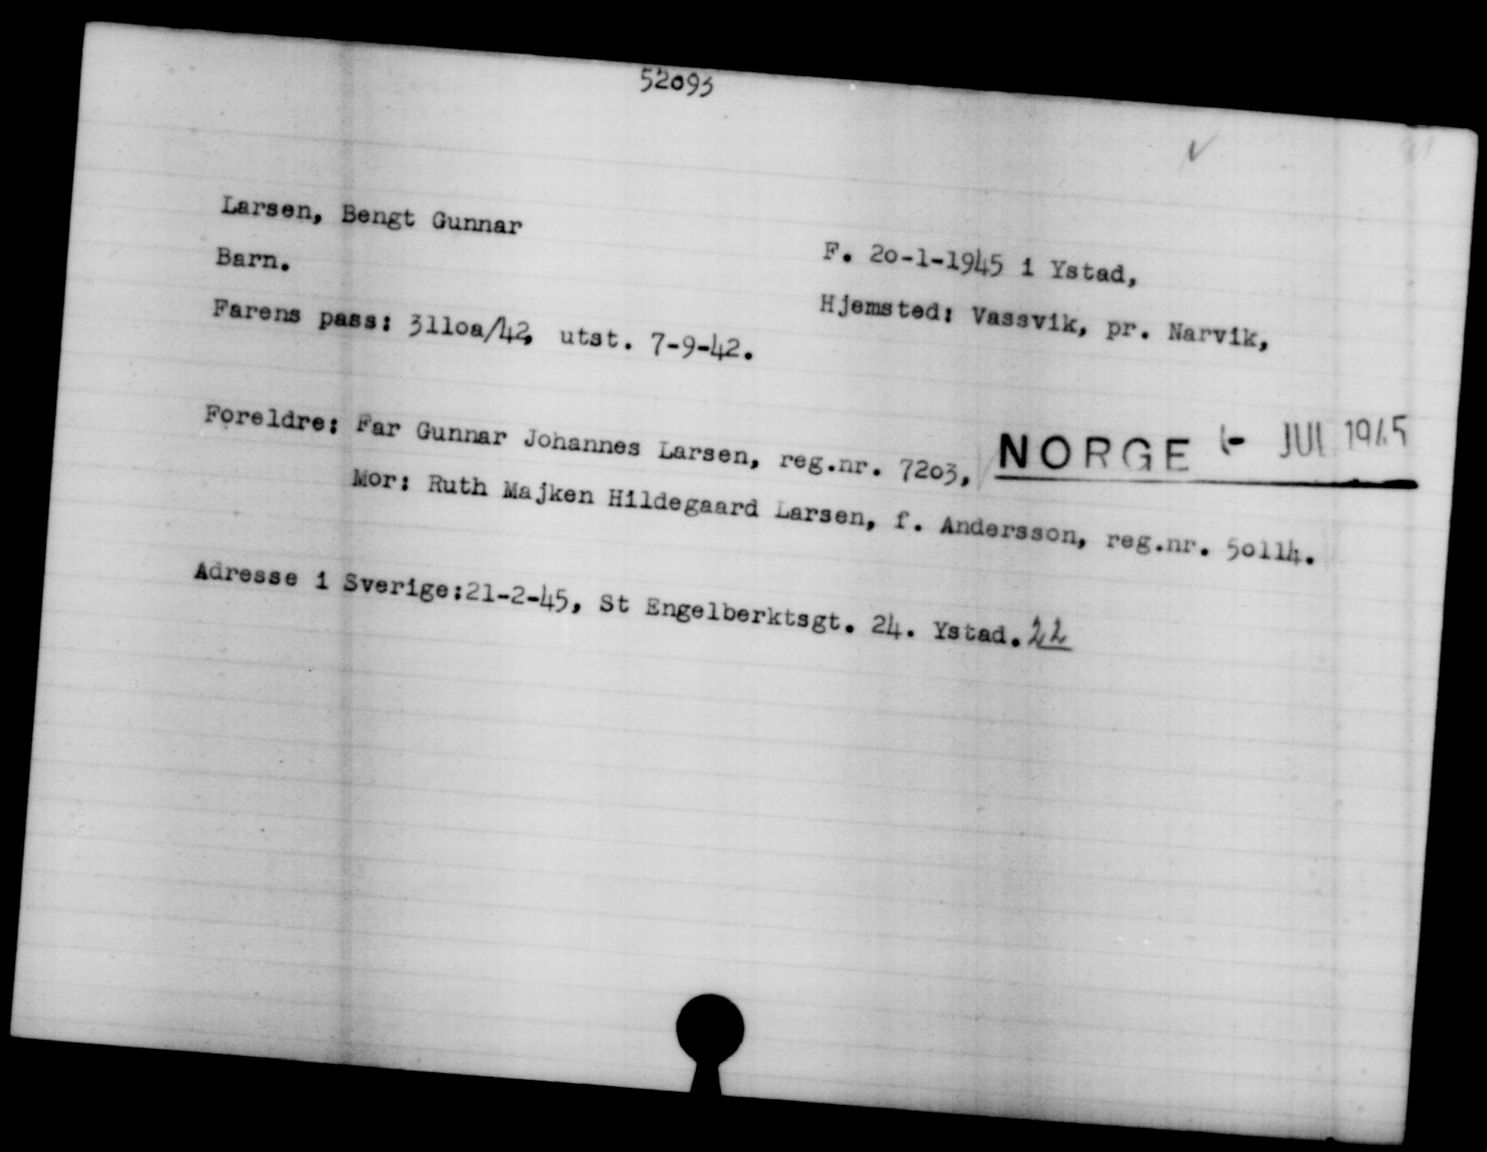 52093
Larsen, Bengt Gunnar
F. 20-1-1945 i Ystad,
Barn.
Hjemsted: Vassvik, pr. Narvik,
Farens pass: 3110a/42, utst. 7-9-42.
Foreldre: Far Gunnar Johannes Larsen, reg.nr. 7203,
NORGE - JUL 1945
Mor: Ruth Majken Hildegaard Larsen, f. Andersson, reg.nr. 50114.
Adresse i Sverige:21-2-45, St Engelberktsgt. 24. Ystad. 22